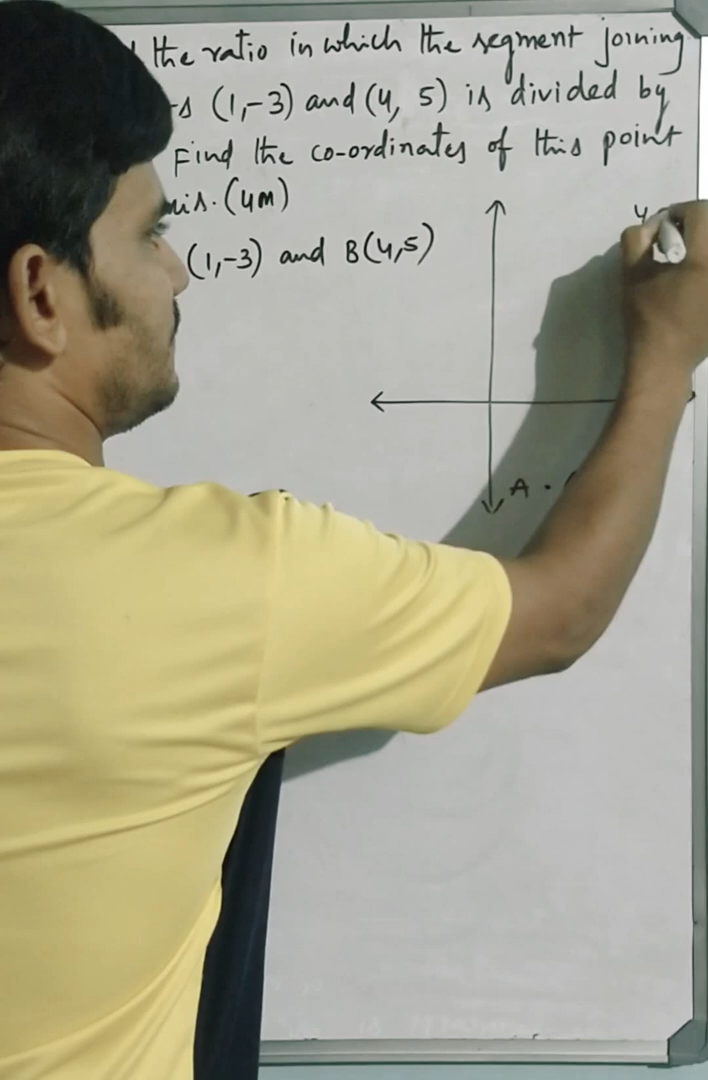 the ratio in which the segment joining
(1,-3) and (4, 5) is divided by
Find the co-ordinates of this point
(4M)
(1,-3) and B(4,5)
A